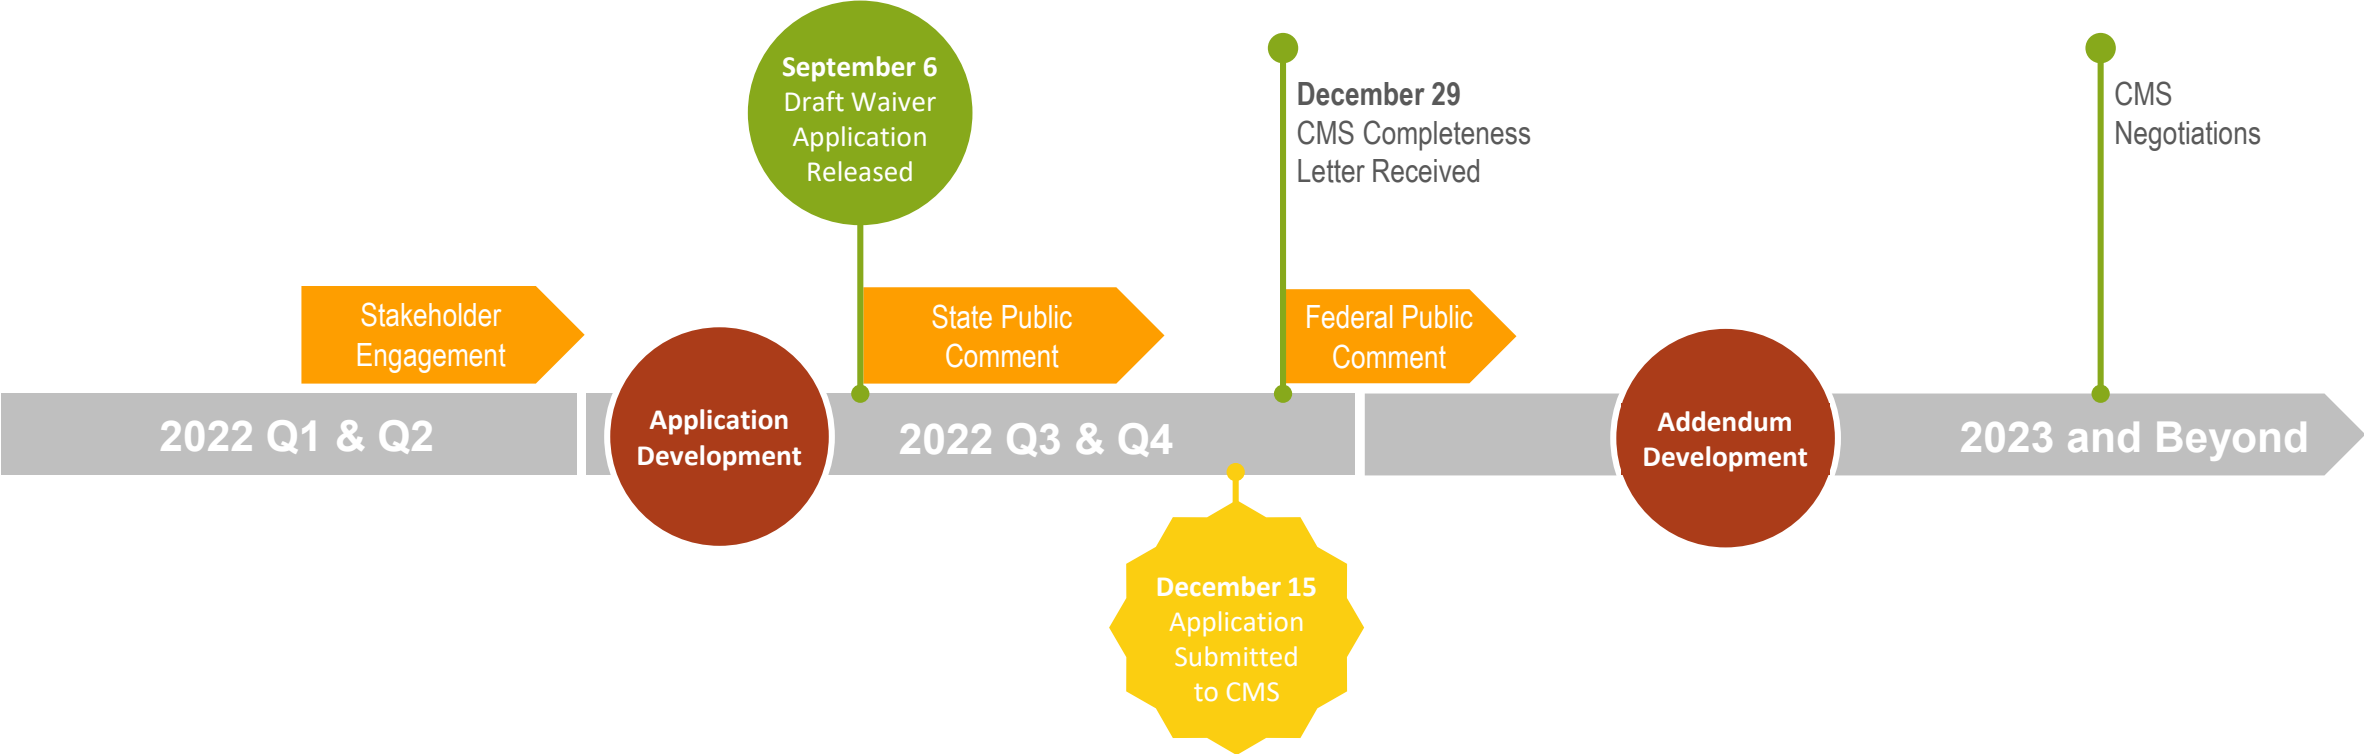 September 6
Draft Waiver
Application
Released
December 29
CMS Completeness
Letter Received
CMS
Negotiations
Stakeholder
Engagement
State Public
Comment
Federal Public
Comment
2022 Q1 & Q2
Application
Development
2022 Q3 & Q4
Addendum
Development
2023 and Beyond
December 15
Application
Submitted
to CMS